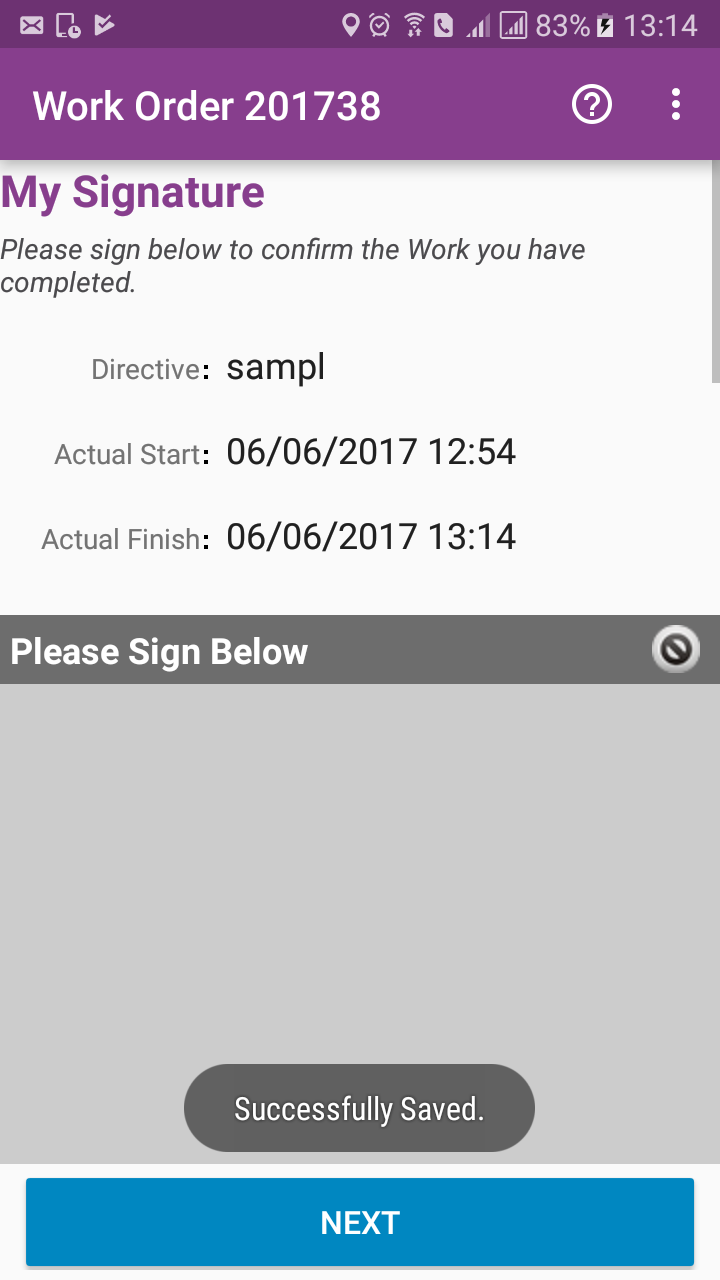 83% 13:14
Work Order 201738
My Signature
Please sign below to confirm the Work you have
completed.
Directive: sampl
Actual Start: 06/06/2017 12:54
Actual Finish: 06/06/2017 13:14
Please Sign Below
Successfully Saved.
NEXT